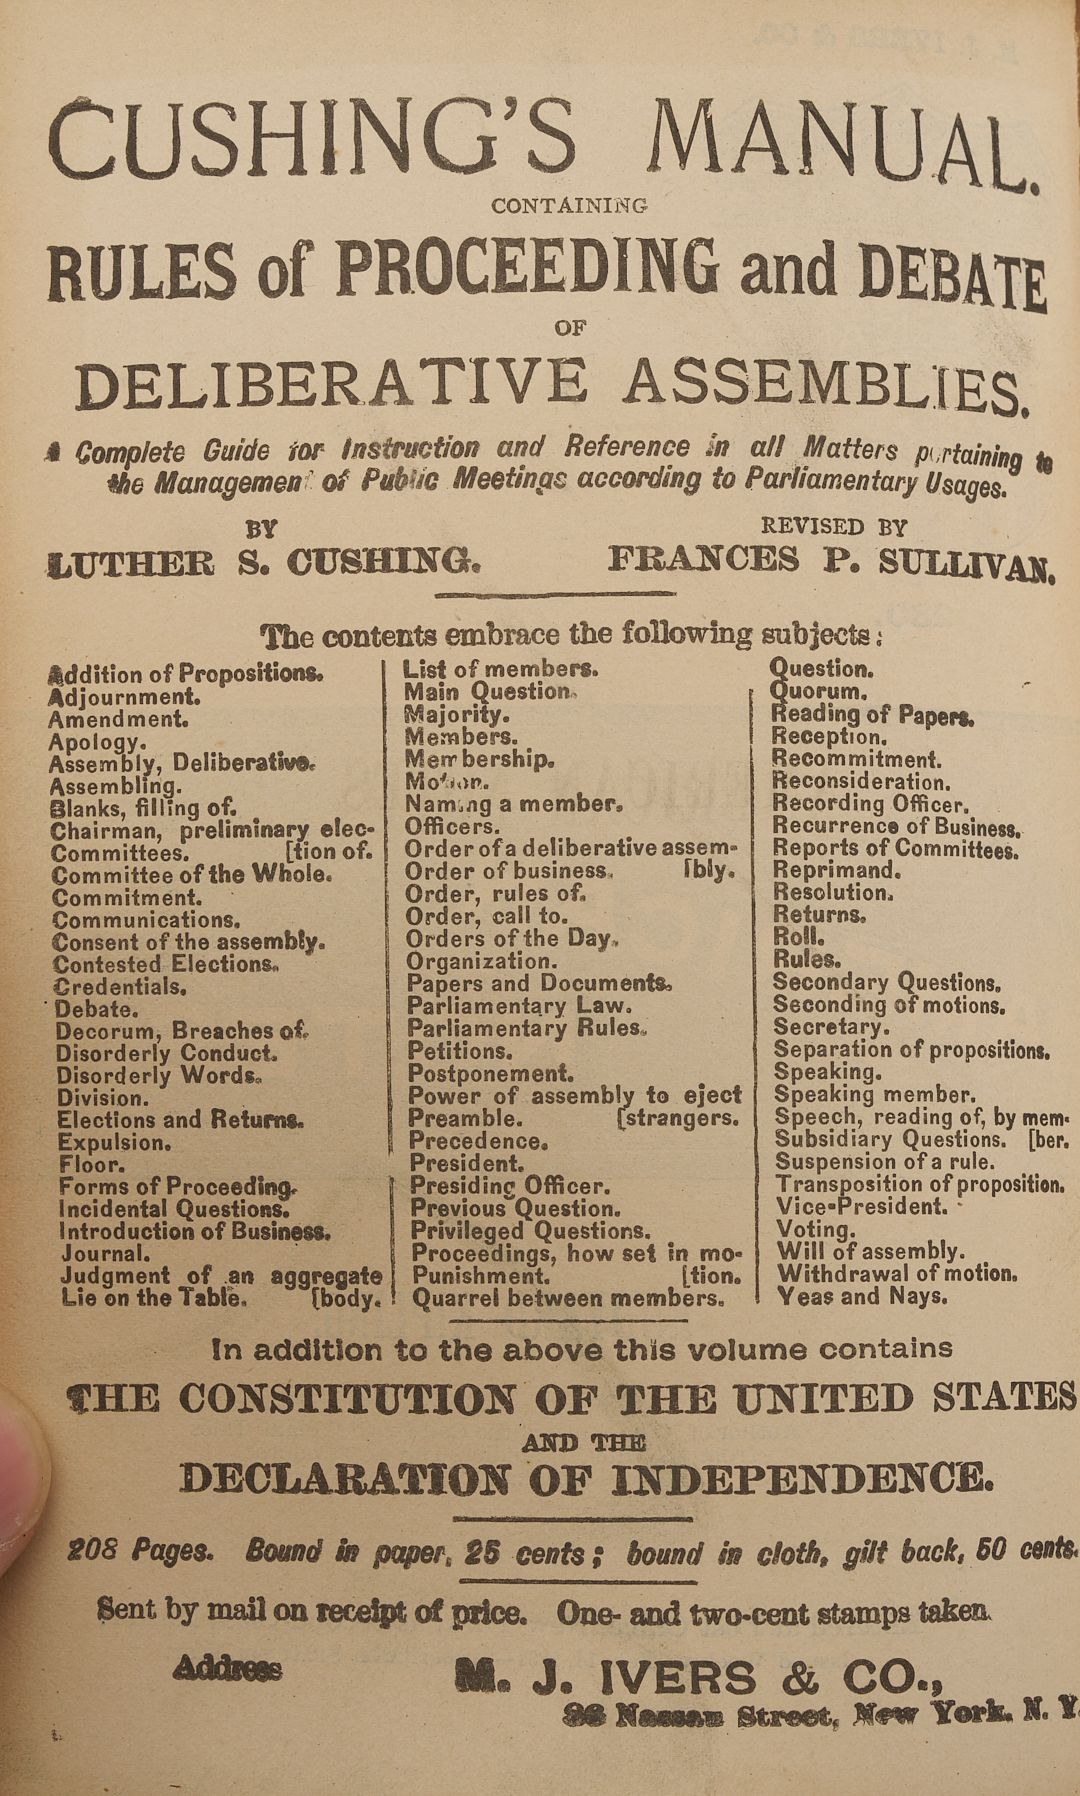 CUSHING'S MANUAL.
CONTAINING
RULES of PROCEEDING and DEBATE
OF
DELIBERATIVE ASSEMBLIES.
A Complete Guide for Instruction and Reference in all Matters pertaining to
the Management of Public Meetings according to Parliamentary Usages.
BY
LUTHER S. CUSHING.
REVISED BY
FRANCES P. SULLIVAN.
The contents embrace the following subjects:
Addition of Propositions.
Adjournment.
Amendment.
Apology.
Assembly, Deliberative.
Assembling.
Blanks, filling of.
Chairman, preliminary elec-
Committees. [tion of.
Committee of the Whole.
Commitment.
Communications.
Consent of the assembly.
Contested Elections.
Credentials.
Debate.
Decorum, Breaches of.
Disorderly Conduct.
Disorderly Words.
Division.
Elections and Returns.
Expulsion.
Floor.
Forms of Proceeding.
Incidental Questions.
Introduction of Business.
Journal.
Judgment of an aggregate
Lie on the Table. [body.
List of members.
Main Question.
Majority.
Members.
Membership.
Motion.
Naming a member.
Officers.
Order of a deliberative assem-
Order of business. [bly.
Order, rules of.
Order, call to.
Orders of the Day.
Organization.
Papers and Documents.
Parliamentary Law.
Parliamentary Rules.
Petitions.
Postponement.
Power of assembly to eject
Preamble. [strangers.
Precedence.
President.
Presiding Officer.
Previous Question.
Privileged Questions.
Proceedings, how set in mo-
Punishment. [tion.
Quarrel between members.
Question.
Quorum.
Reading of Papers.
Reception.
Recommitment.
Reconsideration.
Recording Officer.
Recurrence of Business.
Reports of Committees.
Reprimand.
Resolution.
Returns.
Roll.
Rules.
Secondary Questions.
Seconding of motions.
Secretary.
Separation of propositions.
Speaking.
Speaking member.
Speech, reading of, by mem-
Subsidiary Questions. [ber.
Suspension of a rule.
Transposition of proposition.
Vice-President.
Voting.
Will of assembly.
Withdrawal of motion.
Yeas and Nays.
In addition to the above this volume contains
THE CONSTITUTION OF THE UNITED STATES
AND THE
DECLARATION OF INDEPENDENCE.
208 Pages. Bound in paper, 25 cents; bound in cloth, gilt back, 50 cents.
Sent by mail on receipt of price. One- and two-cent stamps taken.
Address
M. J. IVERS & CO.,
Nassau Street, New York. N. Y.